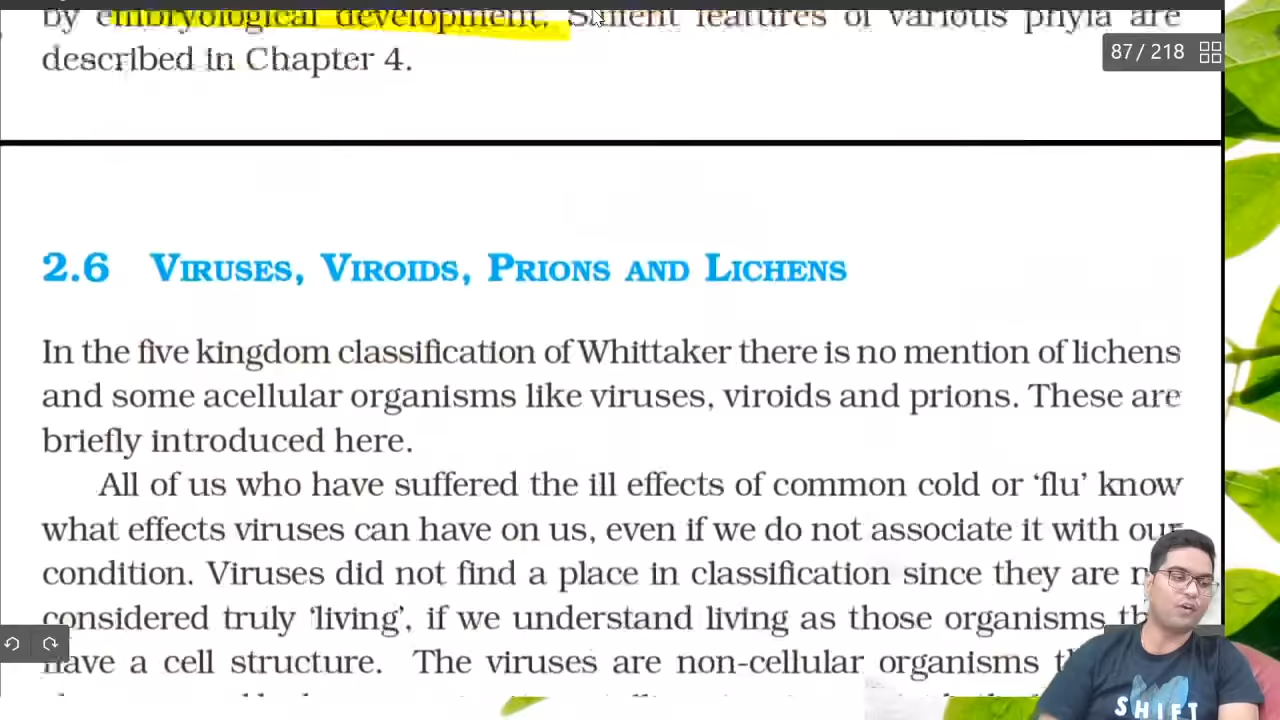 by embryological development. Salient features of various phyla are
described in Chapter 4.
87 / 218
2.6 VIRUSES, VIROIDS, PRIONS AND LICHENS
In the five kingdom classification of Whittaker there is no mention of lichens
and some acellular organisms like viruses, viroids and prions. These are
briefly introduced here.
All of us who have suffered the ill effects of common cold or ‘flu’ know
what effects viruses can have on us, even if we do not associate it with our
condition. Viruses did not find a place in classification since they are
considered truly ‘living’, if we understand living as those organisms
have a cell structure. The viruses are non-cellular organisms
SHIFT